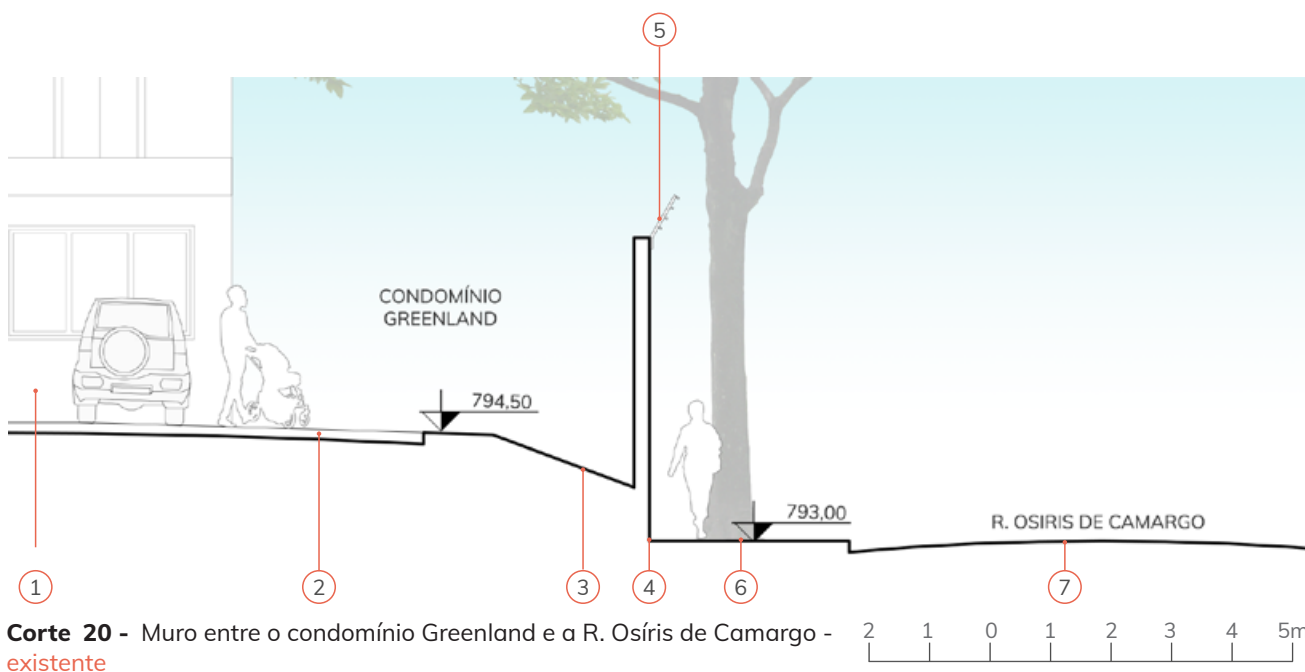 5
CONDOMÍNIO
GREENLAND
794,50
793,00
R. OSIRIS DE CAMARGO
1 2 3 4 6 7
Corte 20 - Muro entre o condomínio Greenland e a R. Osíris de Camargo -
existente
2 1 0 1 2 3 4 5m